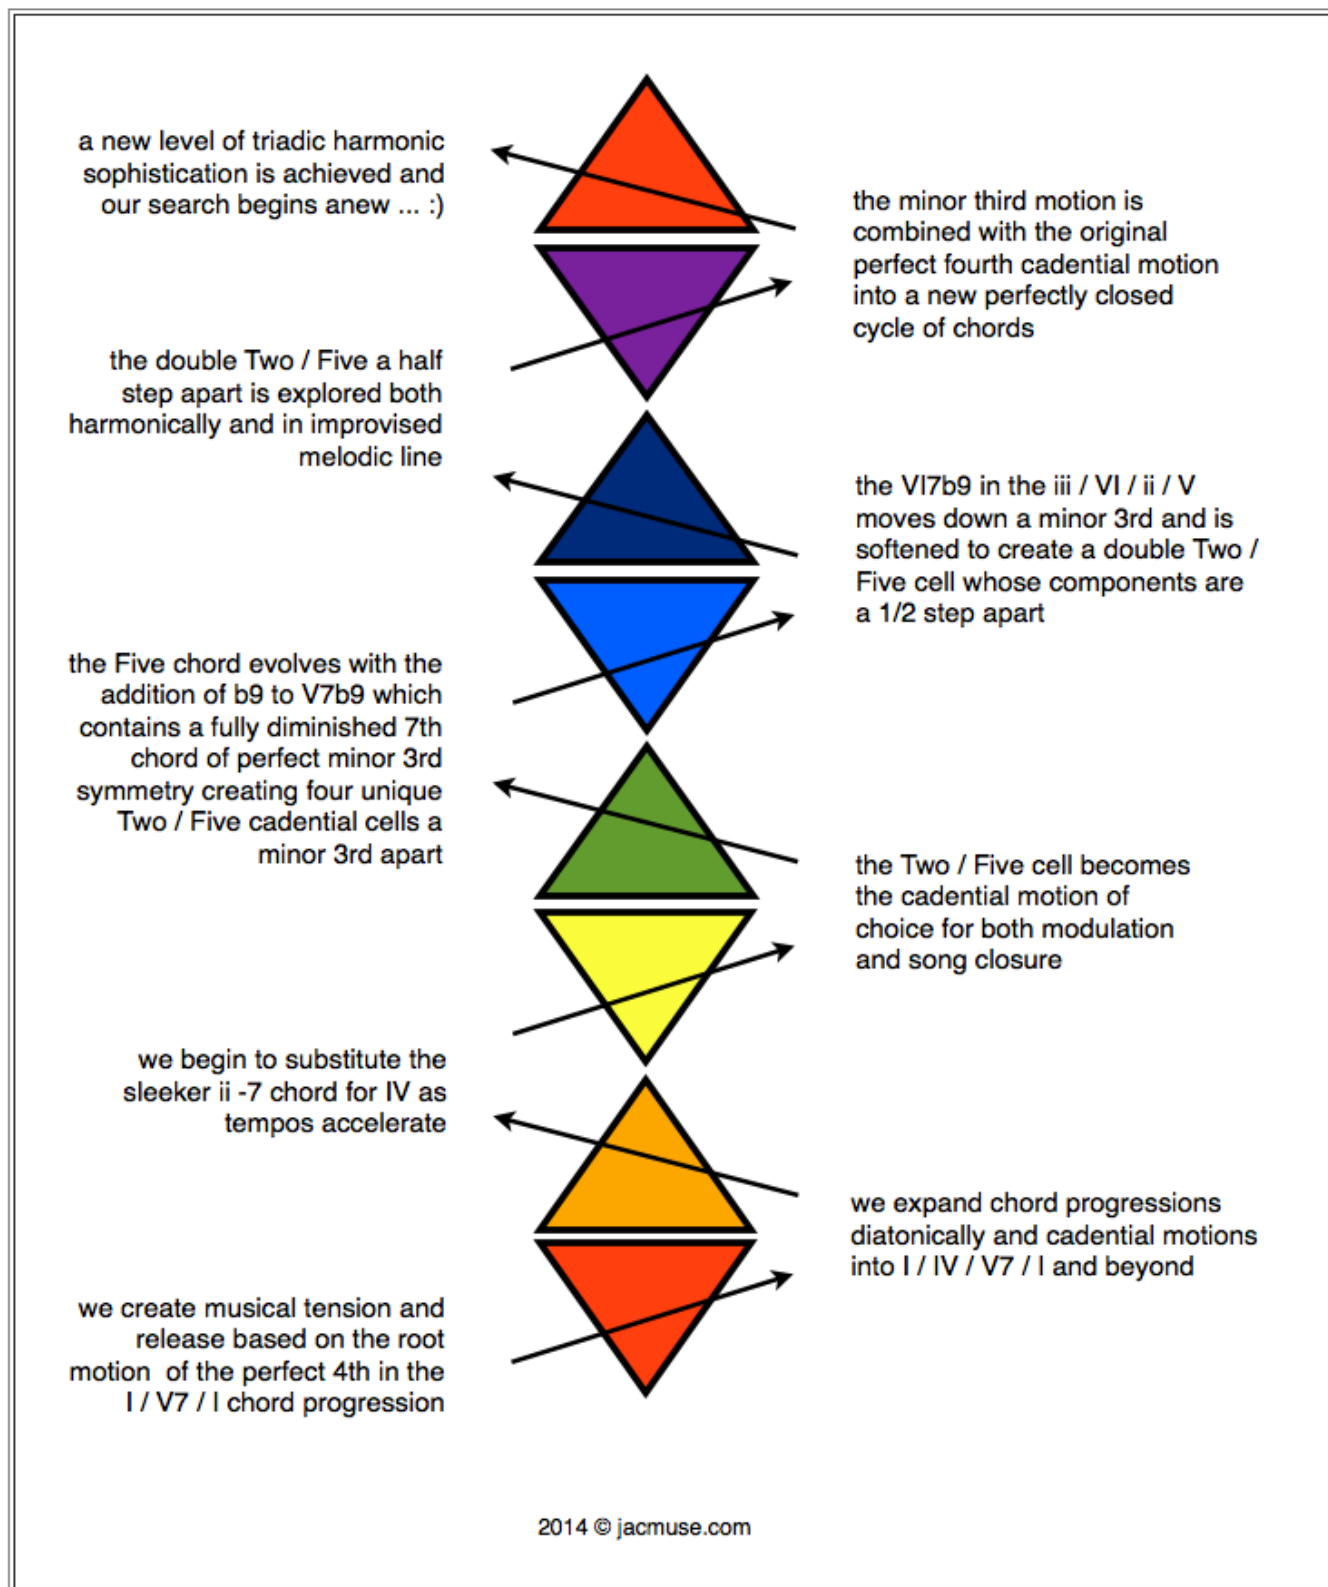 a new level of triadic harmonic
sophistication is achieved and
our search begins anew ... :)
the minor third motion is
combined with the original
perfect fourth cadential motion
into a new perfectly closed
cycle of chords
the double Two / Five a half
step apart is explored both
harmonically and in improvised
melodic line
the VI7b9 in the iii / VI / ii / V
moves down a minor 3rd and is
softened to create a double Two /
Five cell whose components are
a 1/2 step apart
the Five chord evolves with the
addition of b9 to V7b9 which
contains a fully diminished 7th
chord of perfect minor 3rd
symmetry creating four unique
Two / Five cadential cells a
minor 3rd apart
the Two / Five cell becomes
the cadential motion of
choice for both modulation
and song closure
we begin to substitute the
sleeker ii -7 chord for IV as
tempos accelerate
we expand chord progressions
diatonically and cadential motions
into I / IV / V7 / I and beyond
we create musical tension and
release based on the root
motion  of the perfect 4th in the
I / V7 / I chord progression
2014 © jacmuse.com